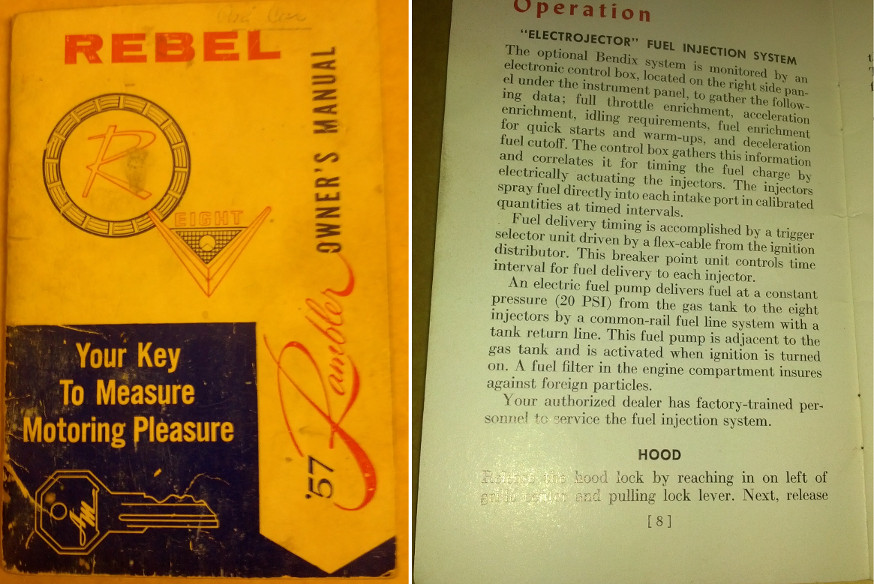 REBEL
R
EIGHT
OWNER'S MANUAL
'57 Rambler
Your Key
To Measure
Motoring Pleasure
AM
Operation
"ELECTROJECTOR" FUEL INJECTION SYSTEM
The optional Bendix system is monitored by an
electronic control box, located on the right side pan-
el under the instrument panel, to gather the follow-
ing data; full throttle enrichment, acceleration
enrichment, idling requirements, fuel enrichment
for quick starts and warm-ups, and deceleration
fuel cutoff. The control box gathers this information
and correlates it for timing the fuel charge by
electrically actuating the injectors. The injectors
spray fuel directly into each intake port in calibrated
quantities at timed intervals.
Fuel delivery timing is accomplished by a trigger
selector unit driven by a flex-cable from the ignition
distributor. This breaker point unit controls time
interval for fuel delivery to each injector.
An electric fuel pump delivers fuel at a constant
pressure (20 PSI) from the gas tank to the eight
injectors by a common-rail fuel line system with a
tank return line. This fuel pump is adjacent to the
gas tank and is activated when ignition is turned
on. A fuel filter in the engine compartment insures
against foreign particles.
Your authorized dealer has factory-trained per-
sonnel to service the fuel injection system.
HOOD
the hood lock by reaching in on left of
and pulling lock lever. Next, release
[8]